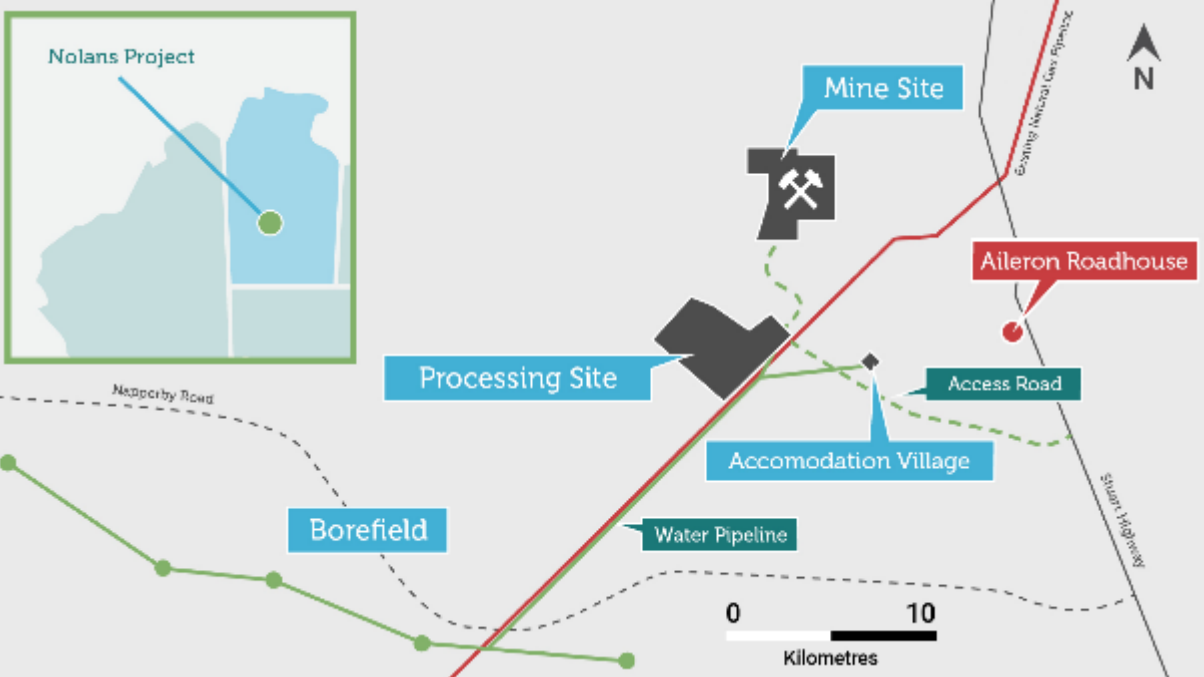 Nolans Project
Mine Site
N
Existing Natural Gas Pipeline
Aileron Roadhouse
Processing Site
Access Road
Napperby Road
Accomodation Village
Borefield
Water Pipeline
Stuart Highway
0 10
Kilometres